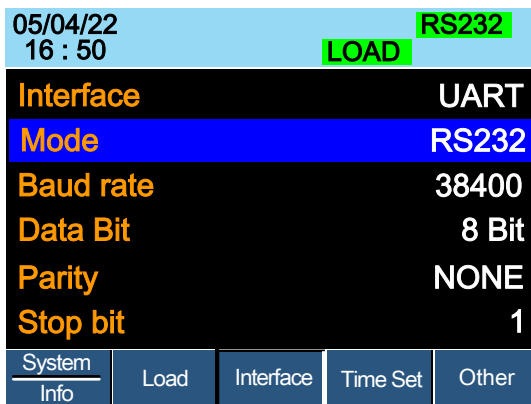 05/04/22 RS232
16 : 50 LOAD
Interface UART
Mode RS232
Baud rate 38400
Data Bit 8 Bit
Parity NONE
Stop bit 1
System
Info
Load
Interface
Time Set
Other